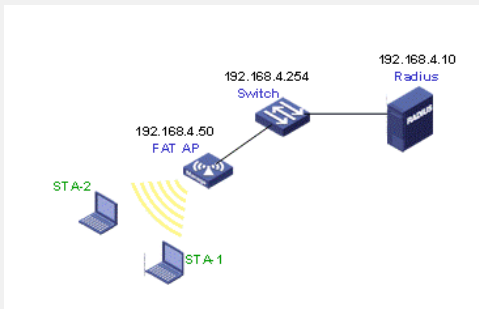 192.168.4.10
Radius
192.168.4.254
Switch
RADIUS
192.168.4.50
FAT AP
STA-2
STA-1